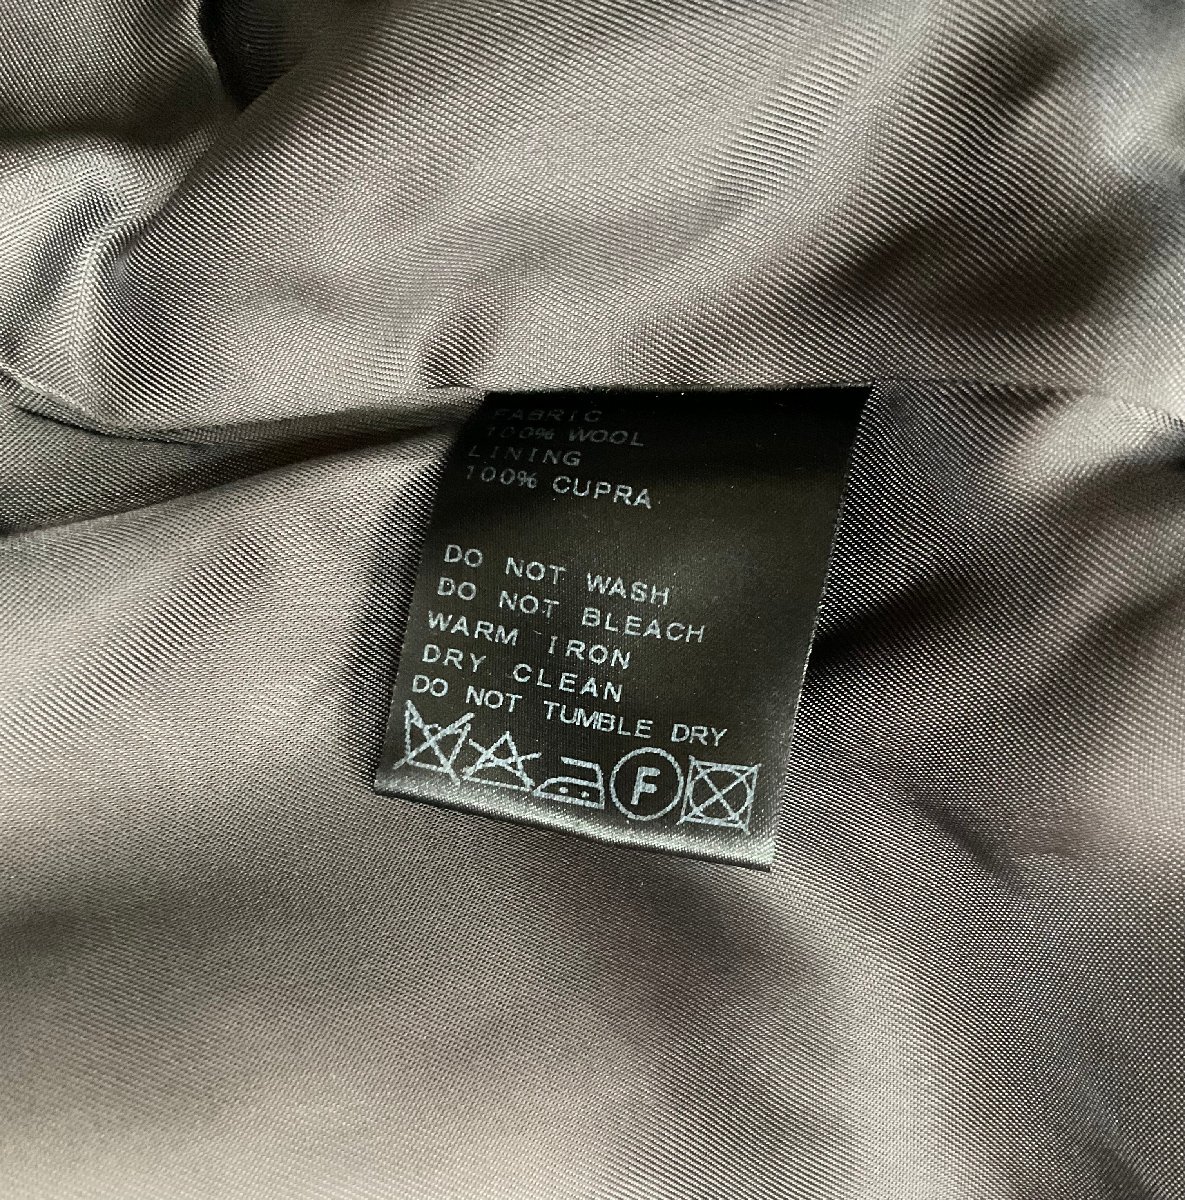 FABRIC
100% WOOL
LINING
100% CUPRA
DO NOT WASH
DO NOT BLEACH
WARM IRON
DRY CLEAN
DO NOT TUMBLE DRY
F